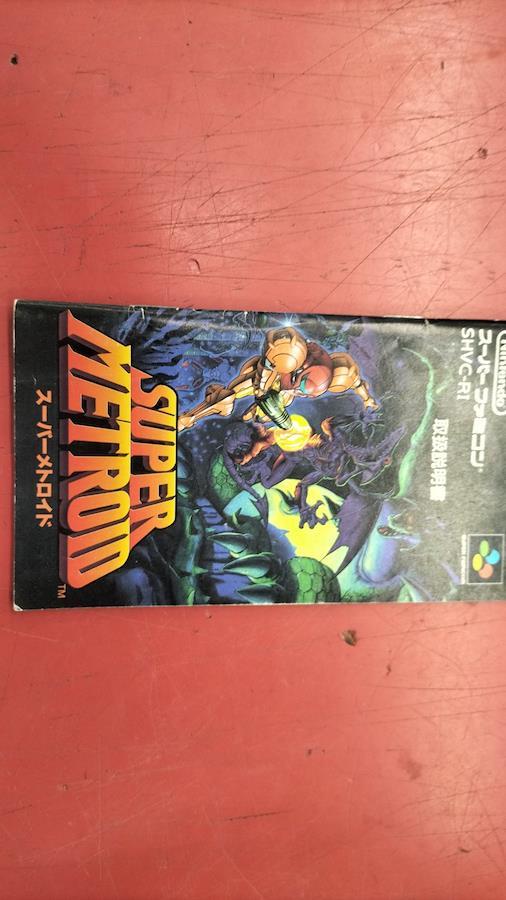 Nintendo
スーパーファミコン
SHVC-RI
取扱説明書
SUPER
METROID
TM
スーパーメトロイド